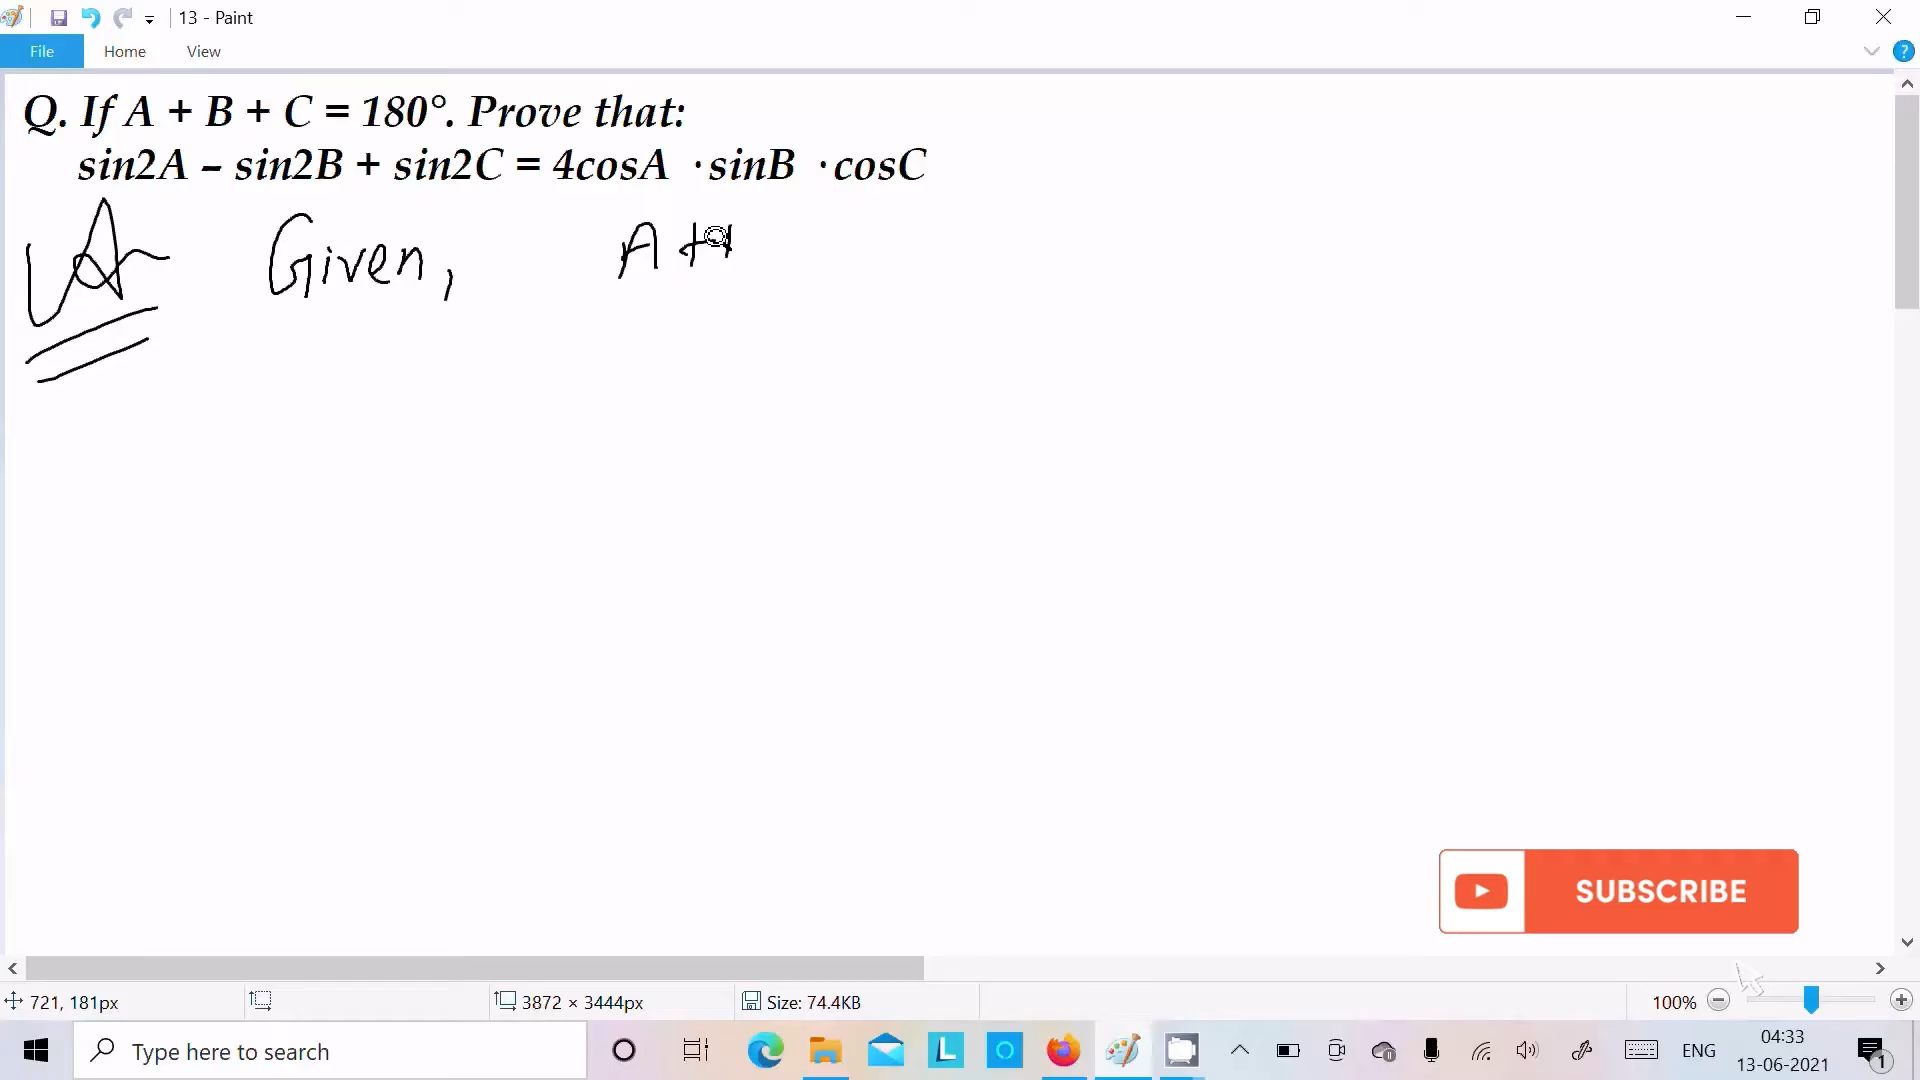 13 - Paint
File Home View
Q. If A + B + C = 180°. Prove that:
sin2A – sin2B + sin2C = 4cosA ·sinB ·cosC
Given, A +
SUBSCRIBE
721, 181px 3872 × 3444px Size: 74.4KB 100%
Type here to search
ENG
04:33
13-06-2021
1